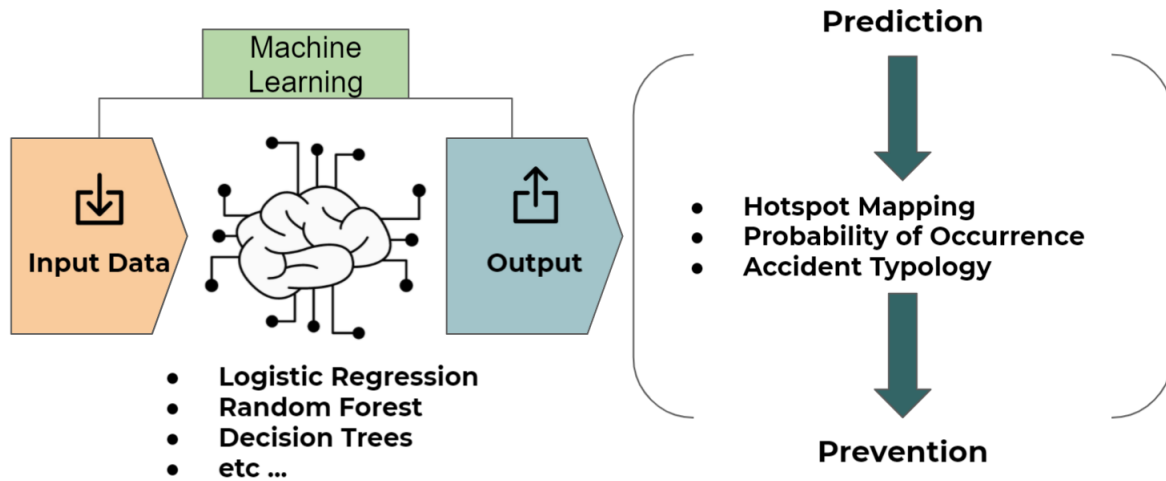 Machine
Learning
Input Data
Output
● Logistic Regression
● Random Forest
● Decision Trees
● etc ...
Prediction
● Hotspot Mapping
● Probability of Occurrence
● Accident Typology
Prevention